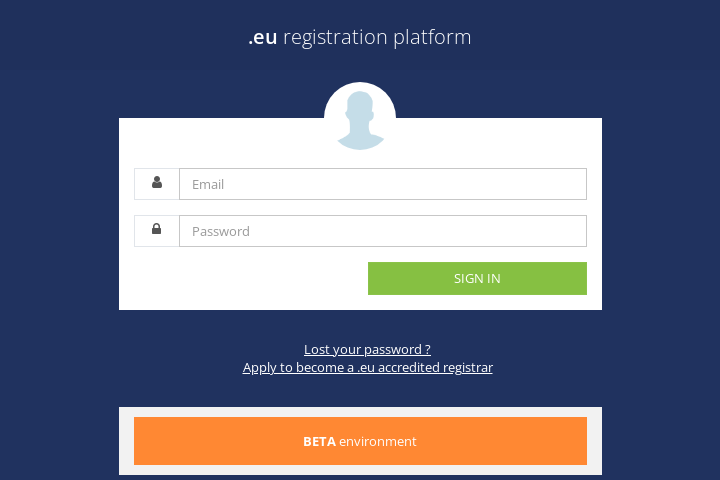 .eu registration platform
Email
Password
SIGN IN
Lost your password ?
Apply to become a .eu accredited registrar
BETA environment